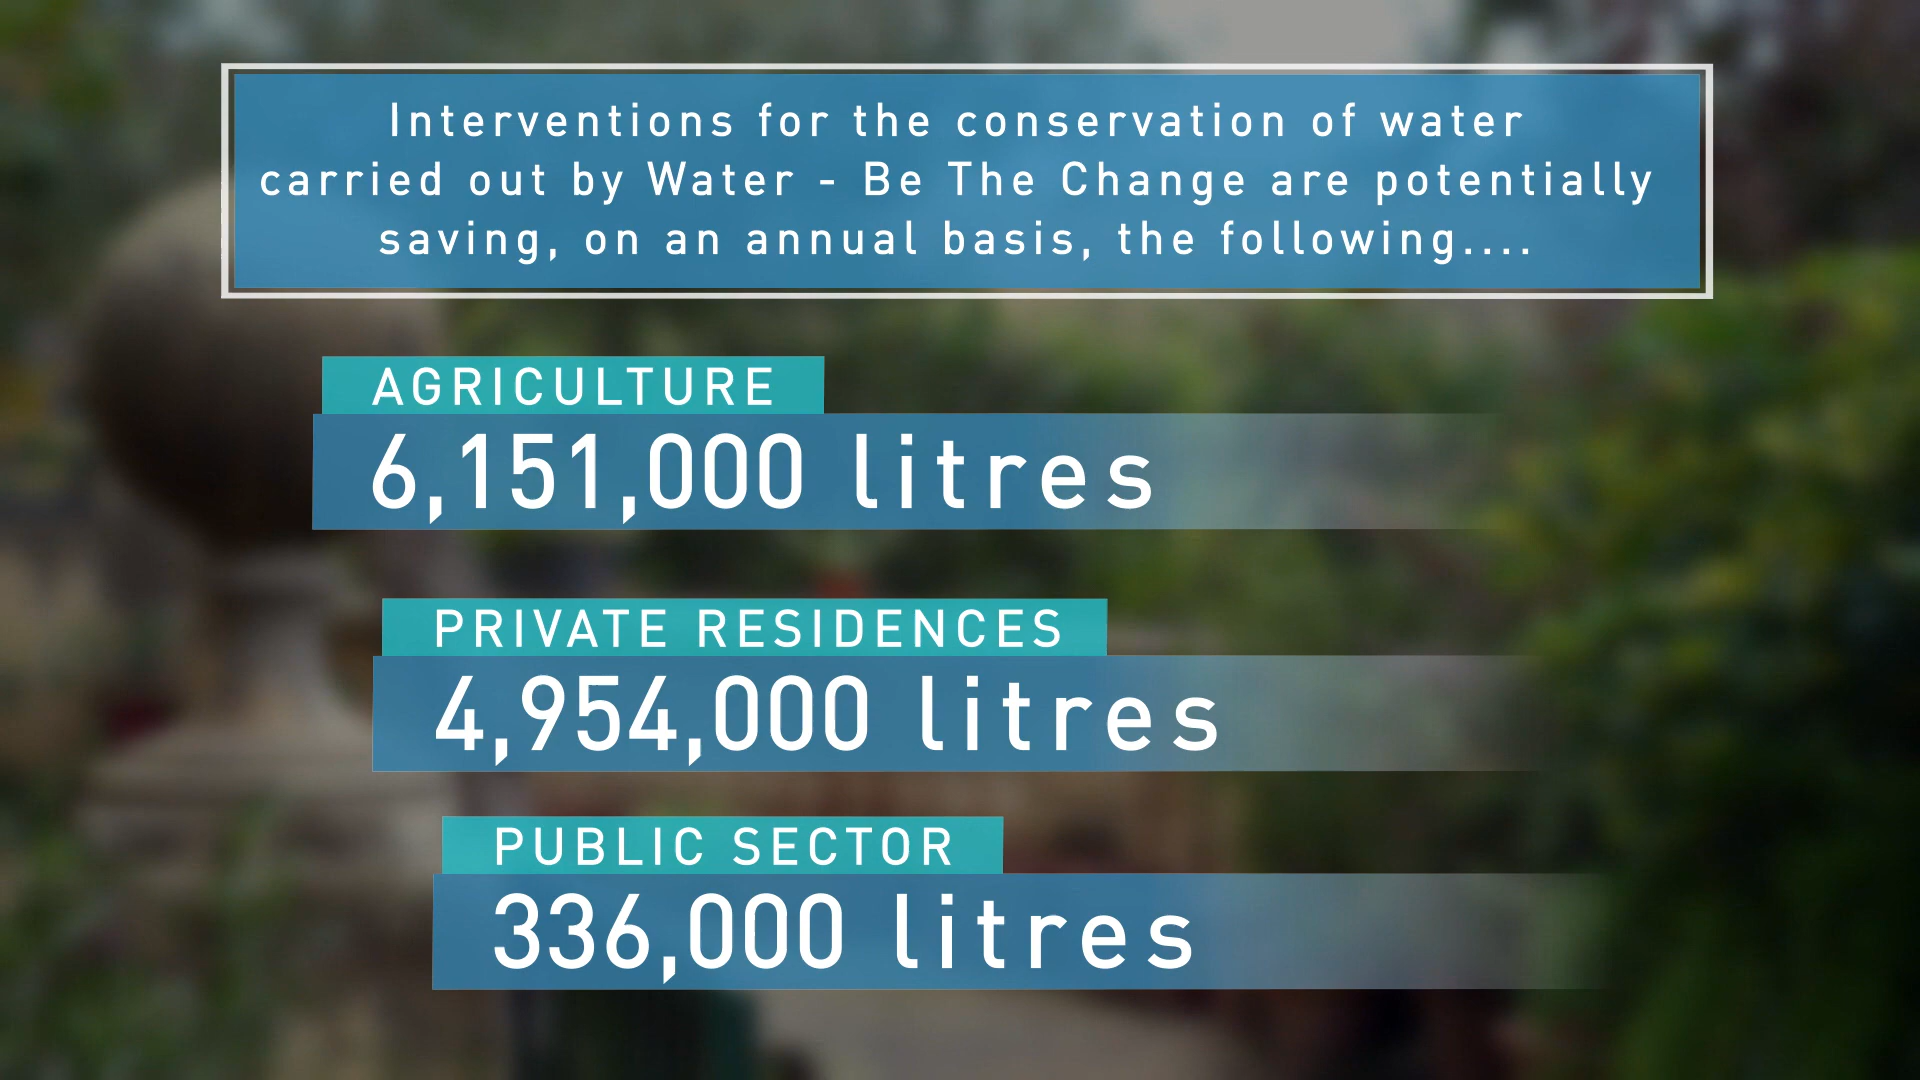 Interventions for the conservation of water
carried out by Water - Be The Change are potentially
saving, on an annual basis, the following....
AGRICULTURE
6,151,000 litres
PRIVATE RESIDENCES
4,954,000 litres
PUBLIC SECTOR
336,000 litres